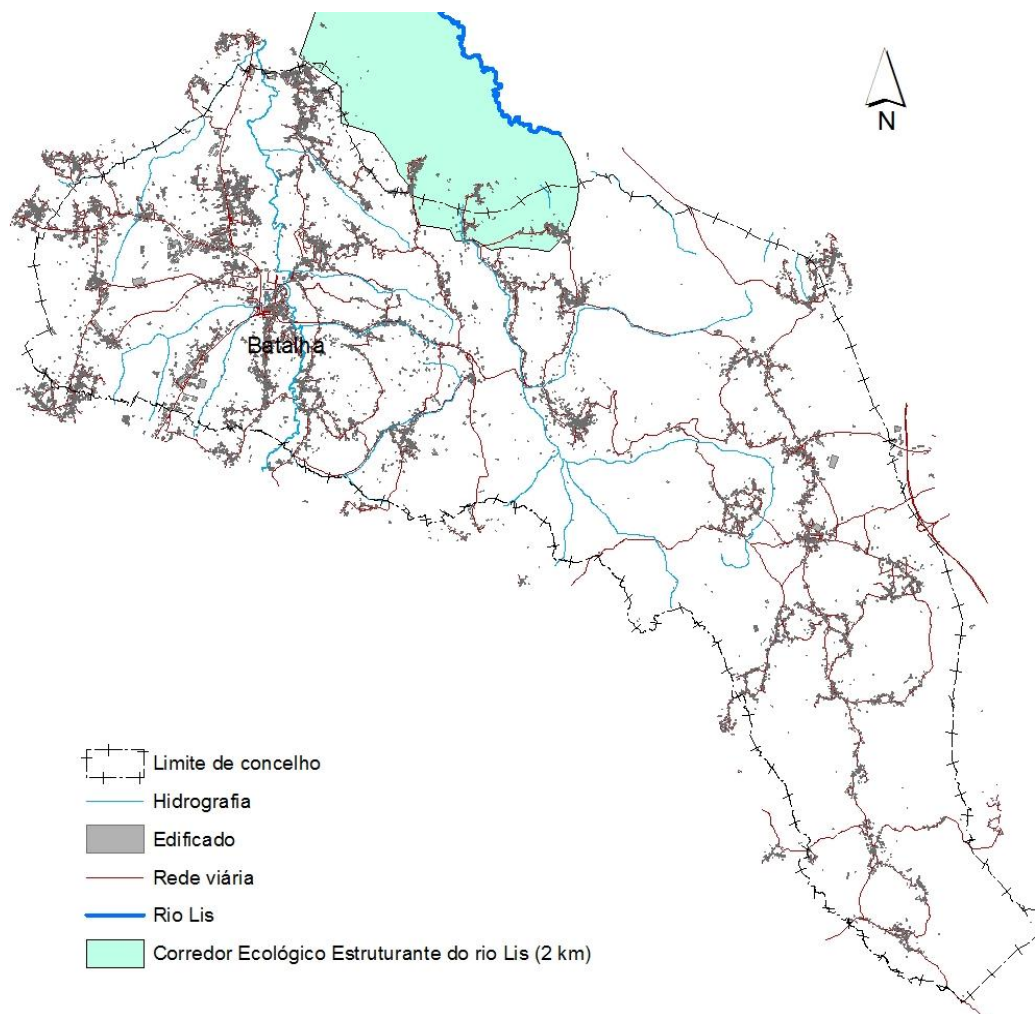 N
Batalha
Limite de concelho
Hidrografia
Edificado
Rede viária
Rio Lis
Corredor Ecológico Estruturante do rio Lis (2 km)